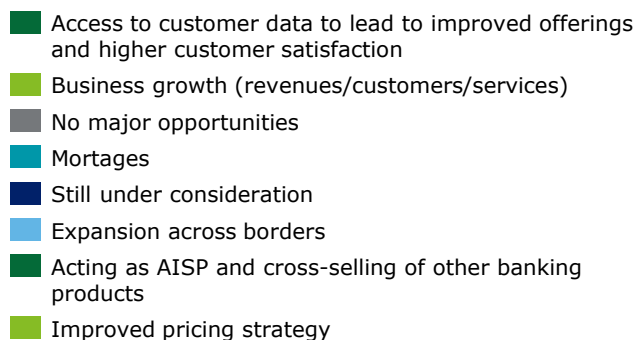 Access to customer data to lead to improved offerings
and higher customer satisfaction
Business growth (revenues/customers/services)
No major opportunities
Mortages
Still under consideration
Expansion across borders
Acting as AISP and cross-selling of other banking
products
Improved pricing strategy